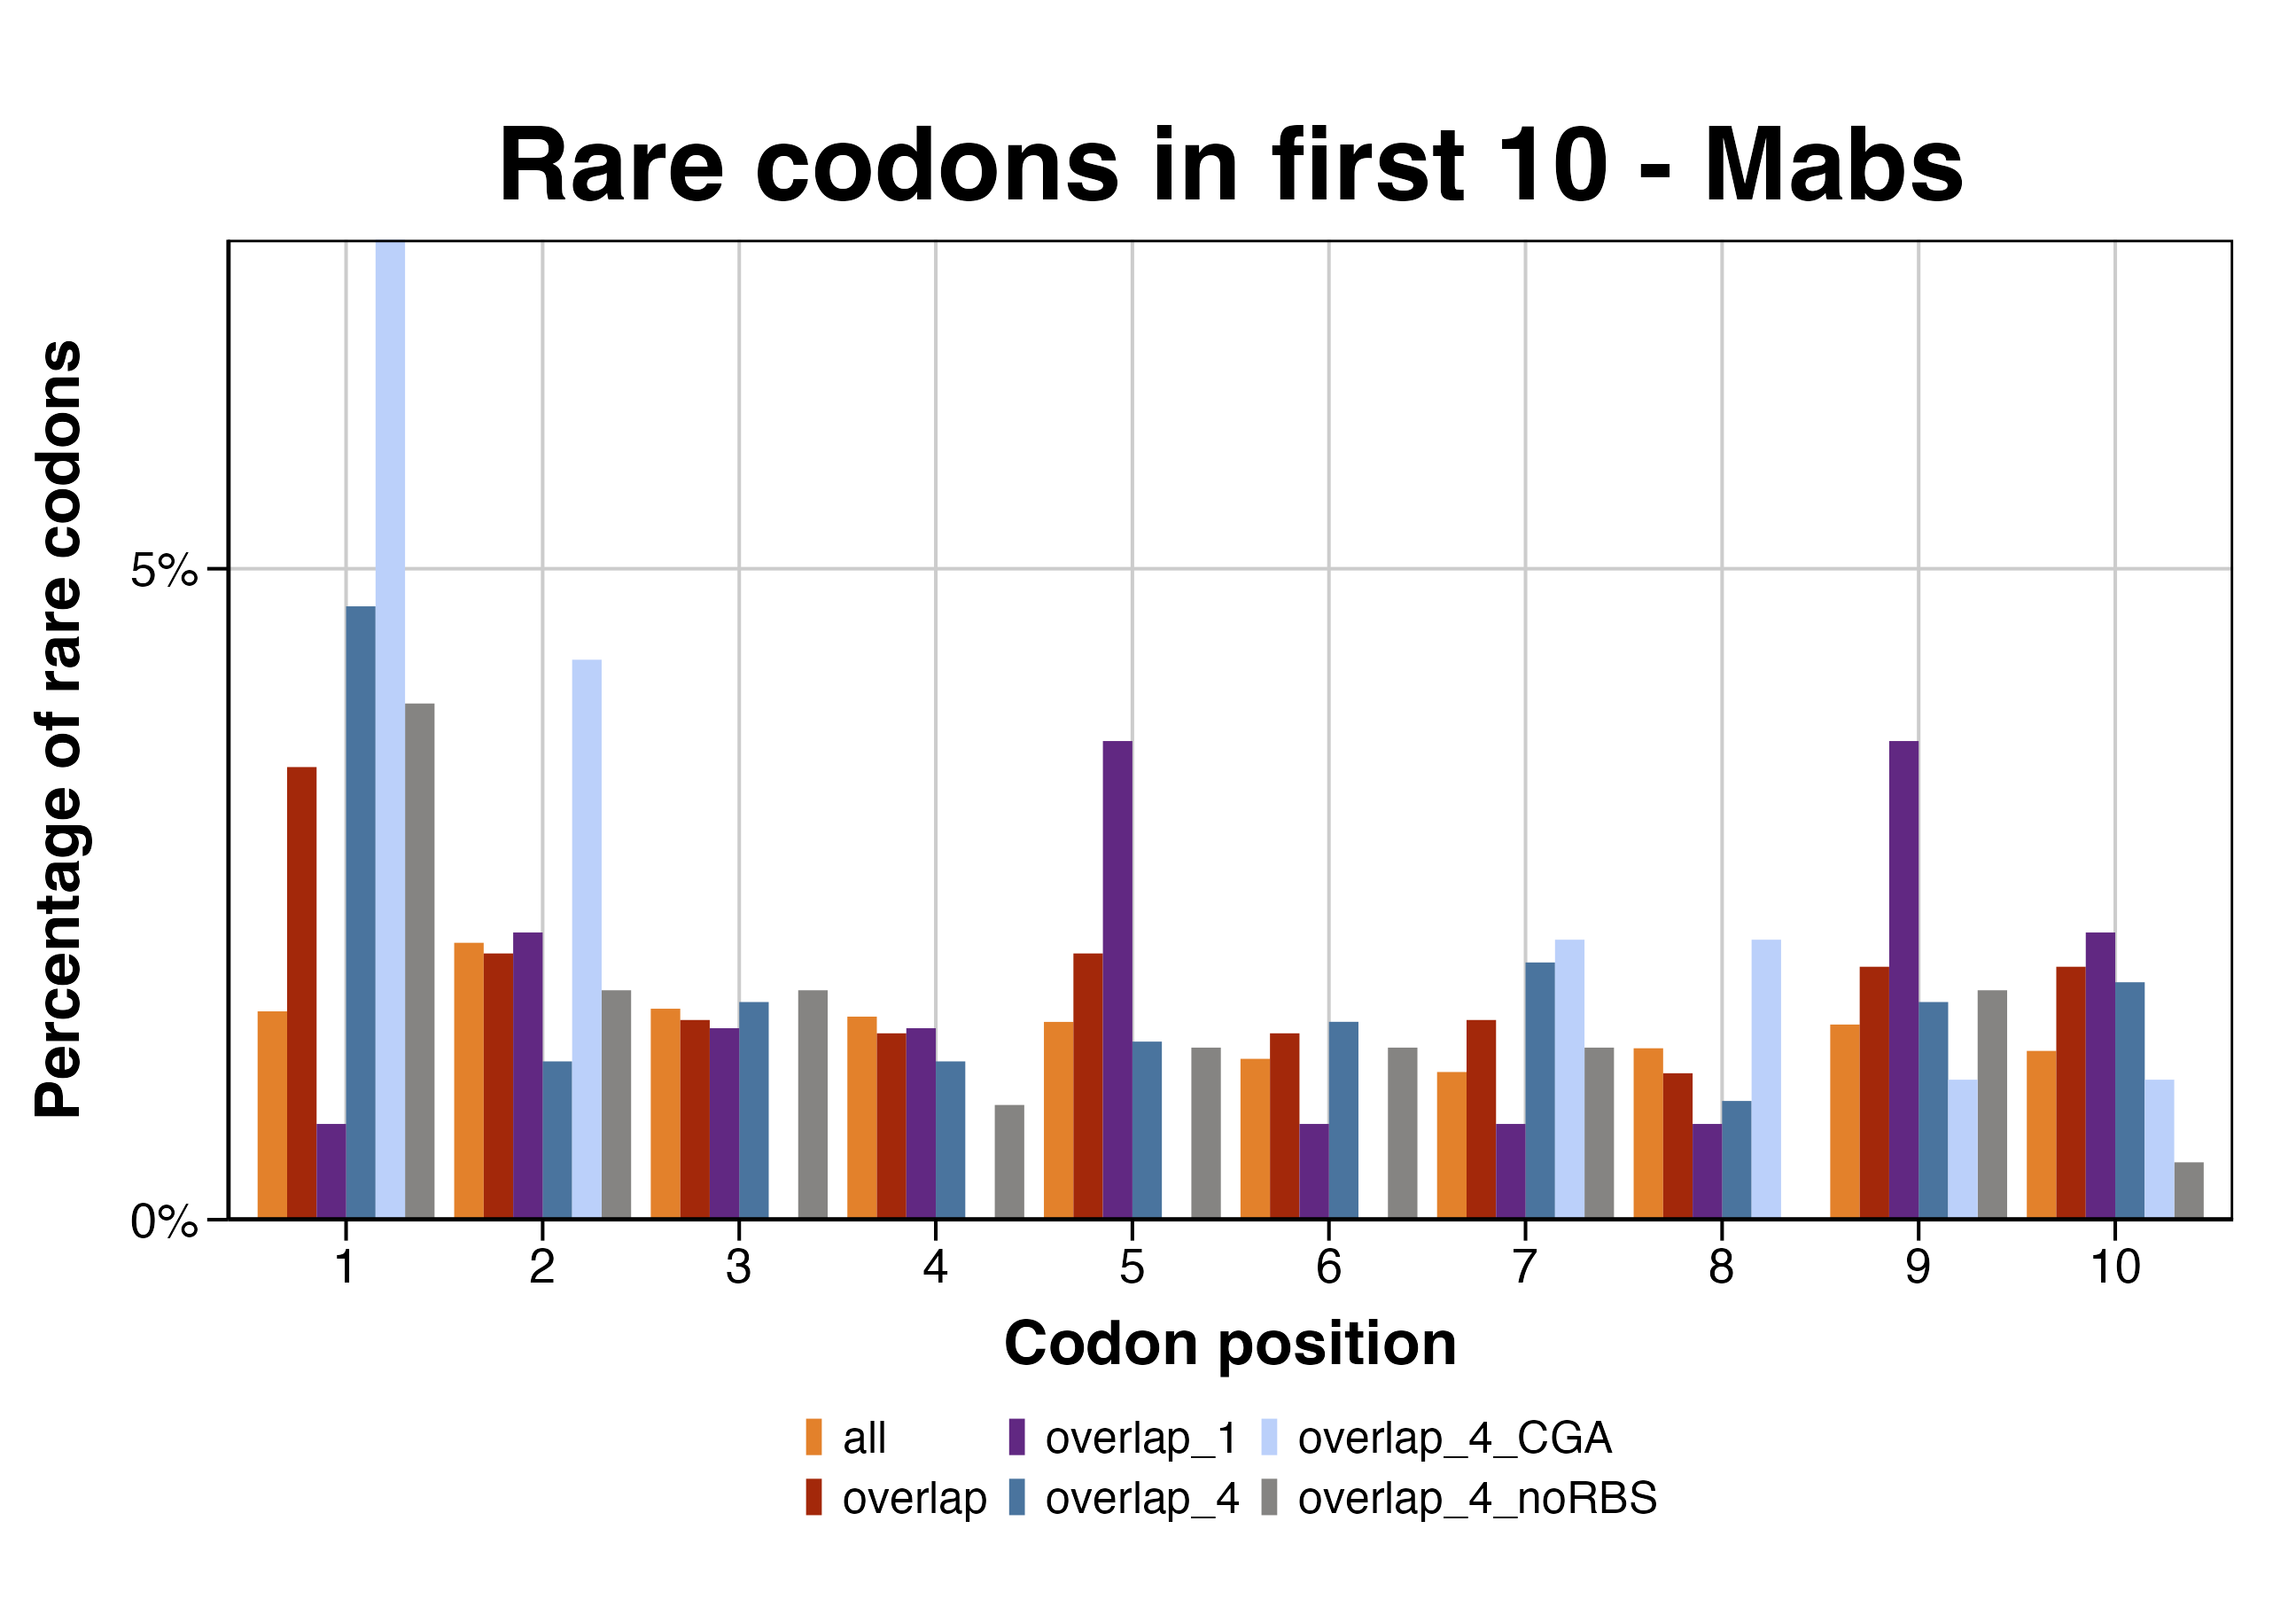 Rare codons in first 10 - Mabs
Percentage of rare codons
5%
0%
1 2 3 4 5 6 7 8 9 10
Codon position
all overlap_1 overlap_4_CGA
overlap overlap_4 overlap_4_noRBS